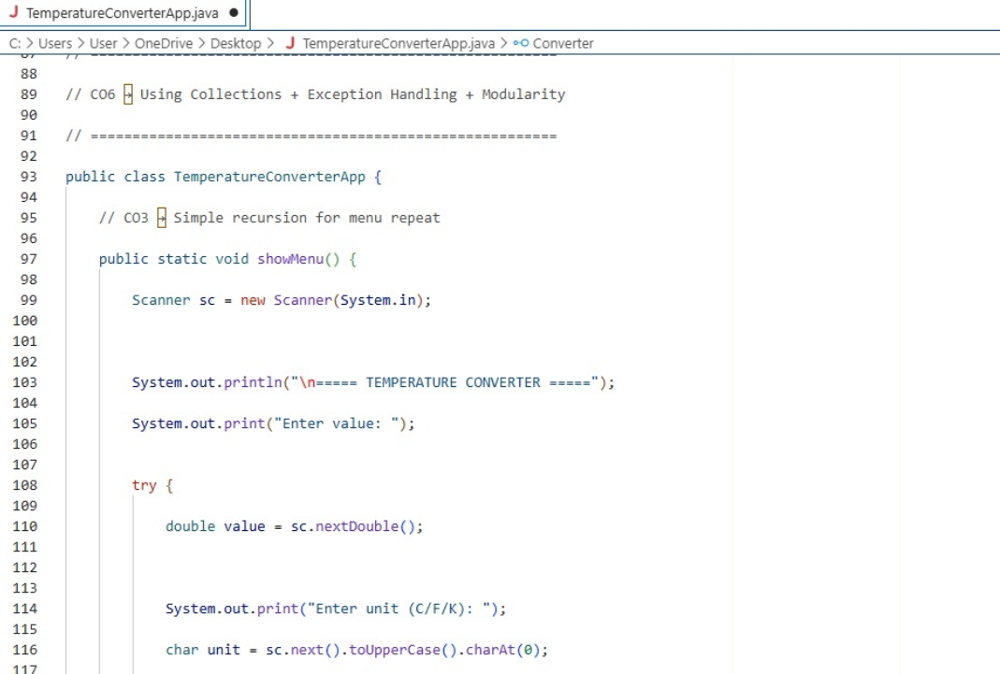 J TemperatureConverterApp.java ●
C: > Users > User > OneDrive > Desktop > J TemperatureConverterApp.java > Converter
87 // ========================================================
88
89 // CO6 → Using Collections + Exception Handling + Modularity
90
91 // ========================================================
92
93 public class TemperatureConverterApp {
94
95 // CO3 → Simple recursion for menu repeat
96
97 public static void showMenu() {
98
99 Scanner sc = new Scanner(System.in);
100
101
102
103 System.out.println("\n===== TEMPERATURE CONVERTER =====");
104
105 System.out.print("Enter value: ");
106
107
108 try {
109
110 double value = sc.nextDouble();
111
112
113
114 System.out.print("Enter unit (C/F/K): ");
115
116 char unit = sc.next().toUpperCase().charAt(0);
117